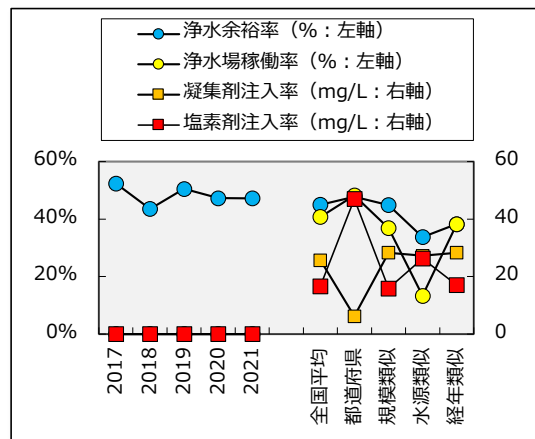 浄水余裕率（%：左軸）
浄水場稼働率（%：左軸）
凝集剤注入率（mg/L：右軸）
塩素剤注入率（mg/L：右軸）
60%
40%
20%
0%
60
40
20
0
2017
2018
2019
2020
2021
全国平均
都道府県
規模類似
水源類似
経年類似